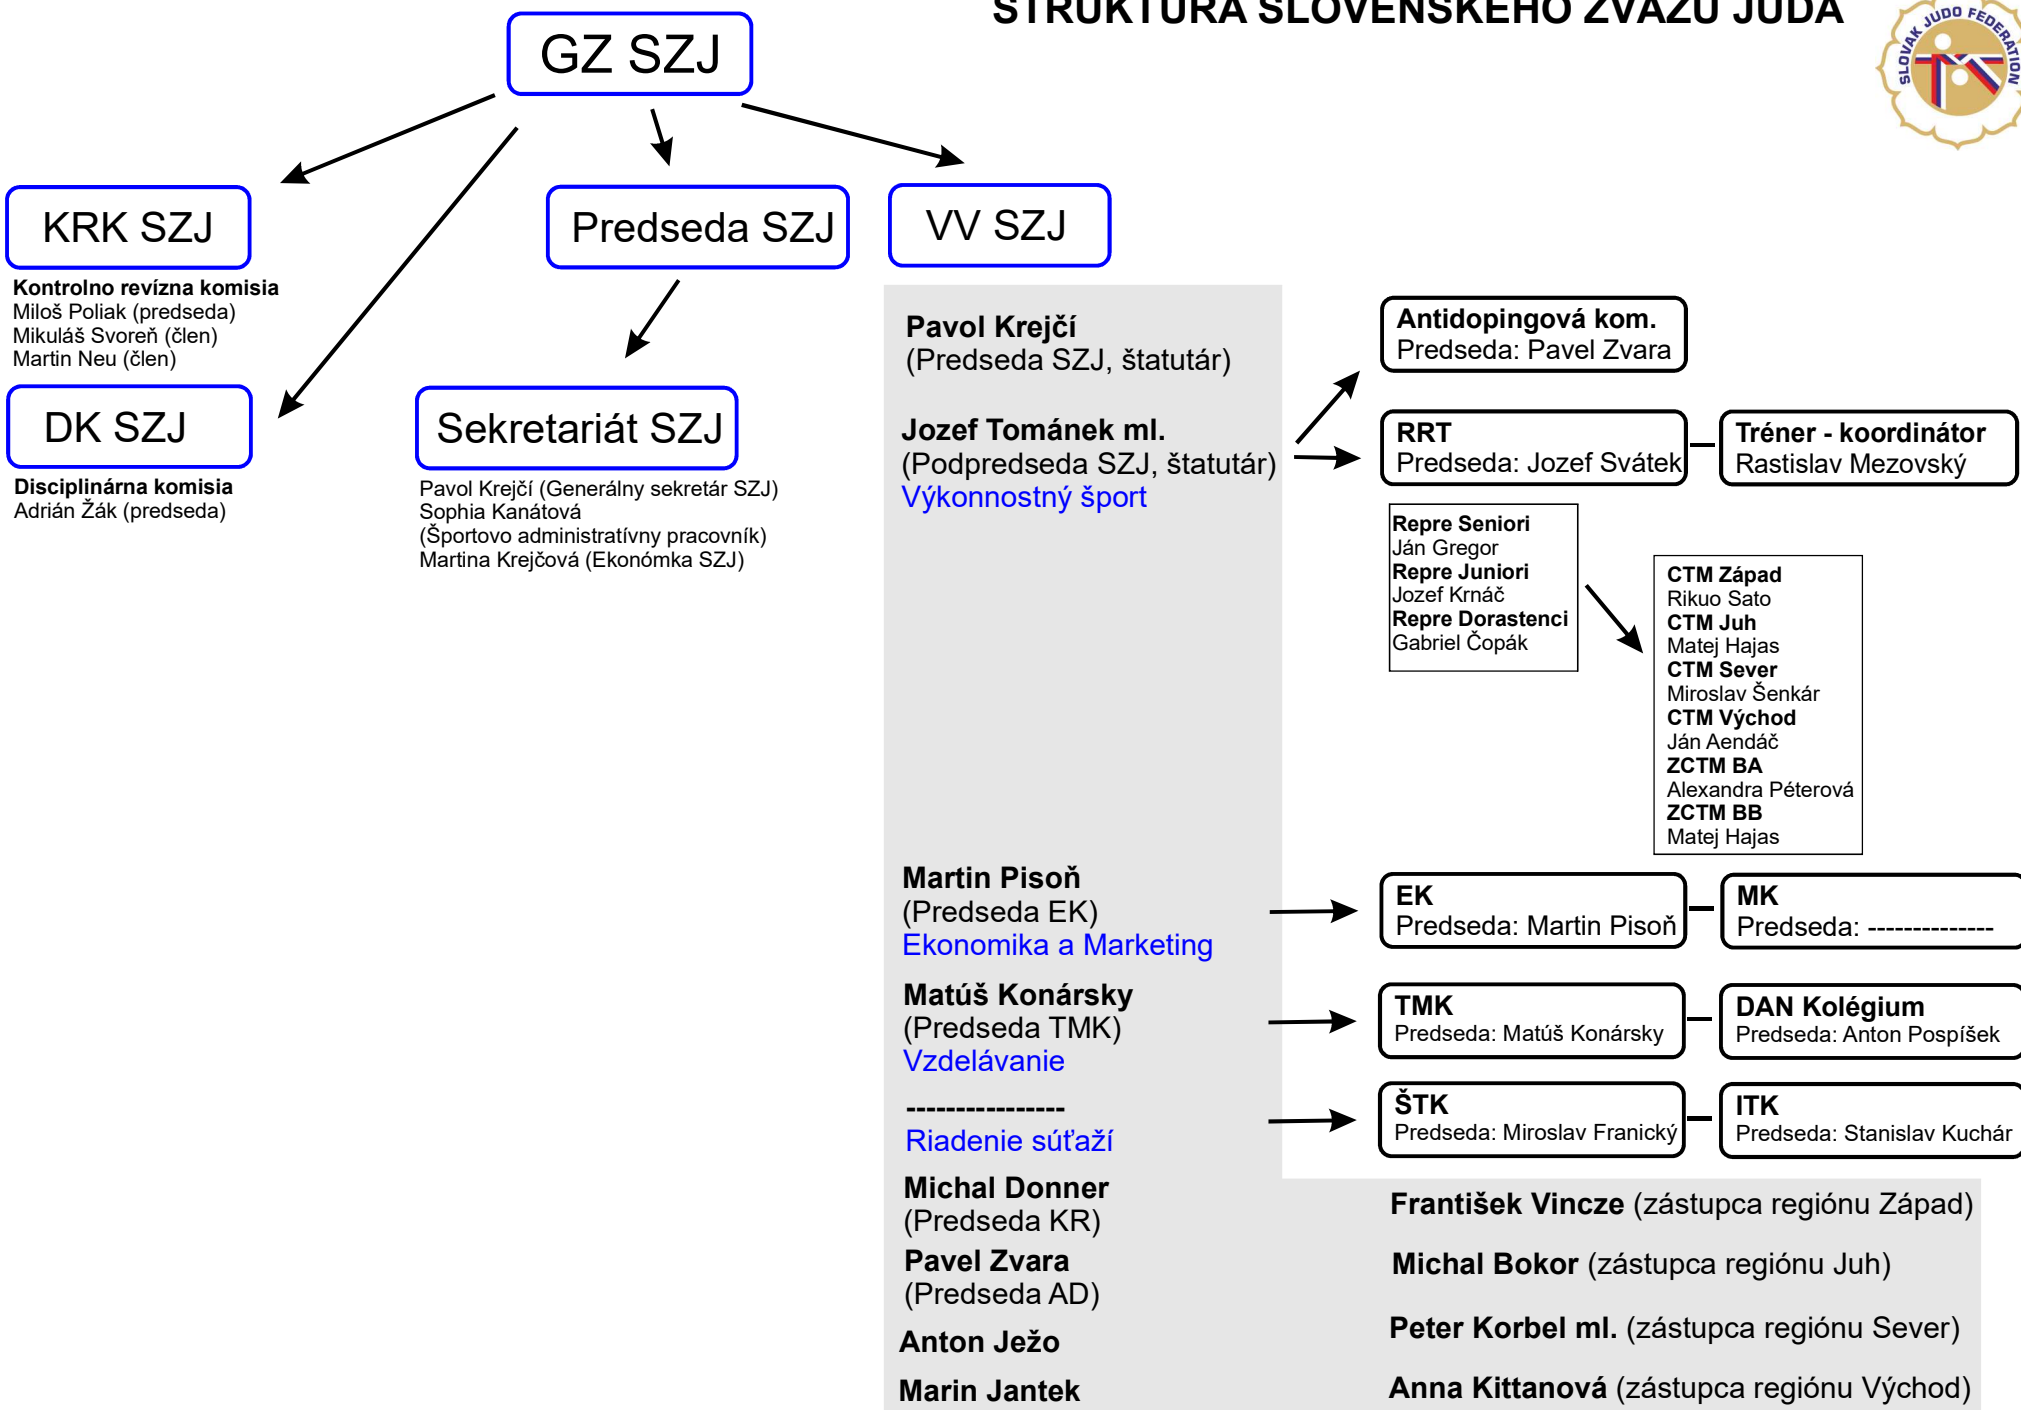 ŠTRUKTÚRA SLOVENSKÉHO ZVÄZU JUDA
SLOVAK JUDO FEDERATION
GZ SZJ
KRK SZJ
Kontrolno revízna komisia
Miloš Poliak (predseda)
Mikuláš Svoreň (člen)
Martin Neu (člen)
DK SZJ
Disciplinárna komisia
Adrián Žák (predseda)
Predseda SZJ
Sekretariát SZJ
Pavol Krejčí (Generálny sekretár SZJ)
Sophia Kanátová
(Športovo administratívny pracovník)
Martina Krejčová (Ekonómka SZJ)
VV SZJ
Pavol Krejčí
(Predseda SZJ, štatutár)
Jozef Tománek ml.
(Podpredseda SZJ, štatutár)
Výkonnostný šport
Antidopingová kom.
Predseda: Pavel Zvara
RRT
Predseda: Jozef Svátek
Tréner - koordinátor
Rastislav Mezovský
Repre Seniori
Ján Gregor
Repre Juniori
Jozef Krnáč
Repre Dorastenci
Gabriel Čopák
CTM Západ
Rikuo Sato
CTM Juh
Matej Hajas
CTM Sever
Miroslav Šenkár
CTM Východ
Ján Aendáč
ZCTM BA
Alexandra Péterová
ZCTM BB
Matej Hajas
Martin Pisoň
(Predseda EK)
Ekonomika a Marketing
EK
Predseda: Martin Pisoň
MK
Predseda: --------------
Matúš Konársky
(Predseda TMK)
Vzdelávanie
TMK
Predseda: Matúš Konársky
DAN Kolégium
Predseda: Anton Pospíšek
----------------
Riadenie súťaží
ŠTK
Predseda: Miroslav Franický
ITK
Predseda: Stanislav Kuchár
Michal Donner
(Predseda KR)
Pavel Zvara
(Predseda AD)
Anton Ježo
Marin Jantek
František Vincze (zástupca regiónu Západ)
Michal Bokor (zástupca regiónu Juh)
Peter Korbel ml. (zástupca regiónu Sever)
Anna Kittanová (zástupca regiónu Východ)